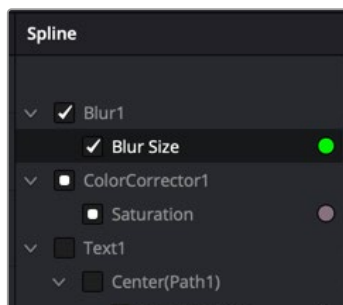 Spline
Blur1
Blur Size
ColorCorrector1
Saturation
Text1
Center(Path1)